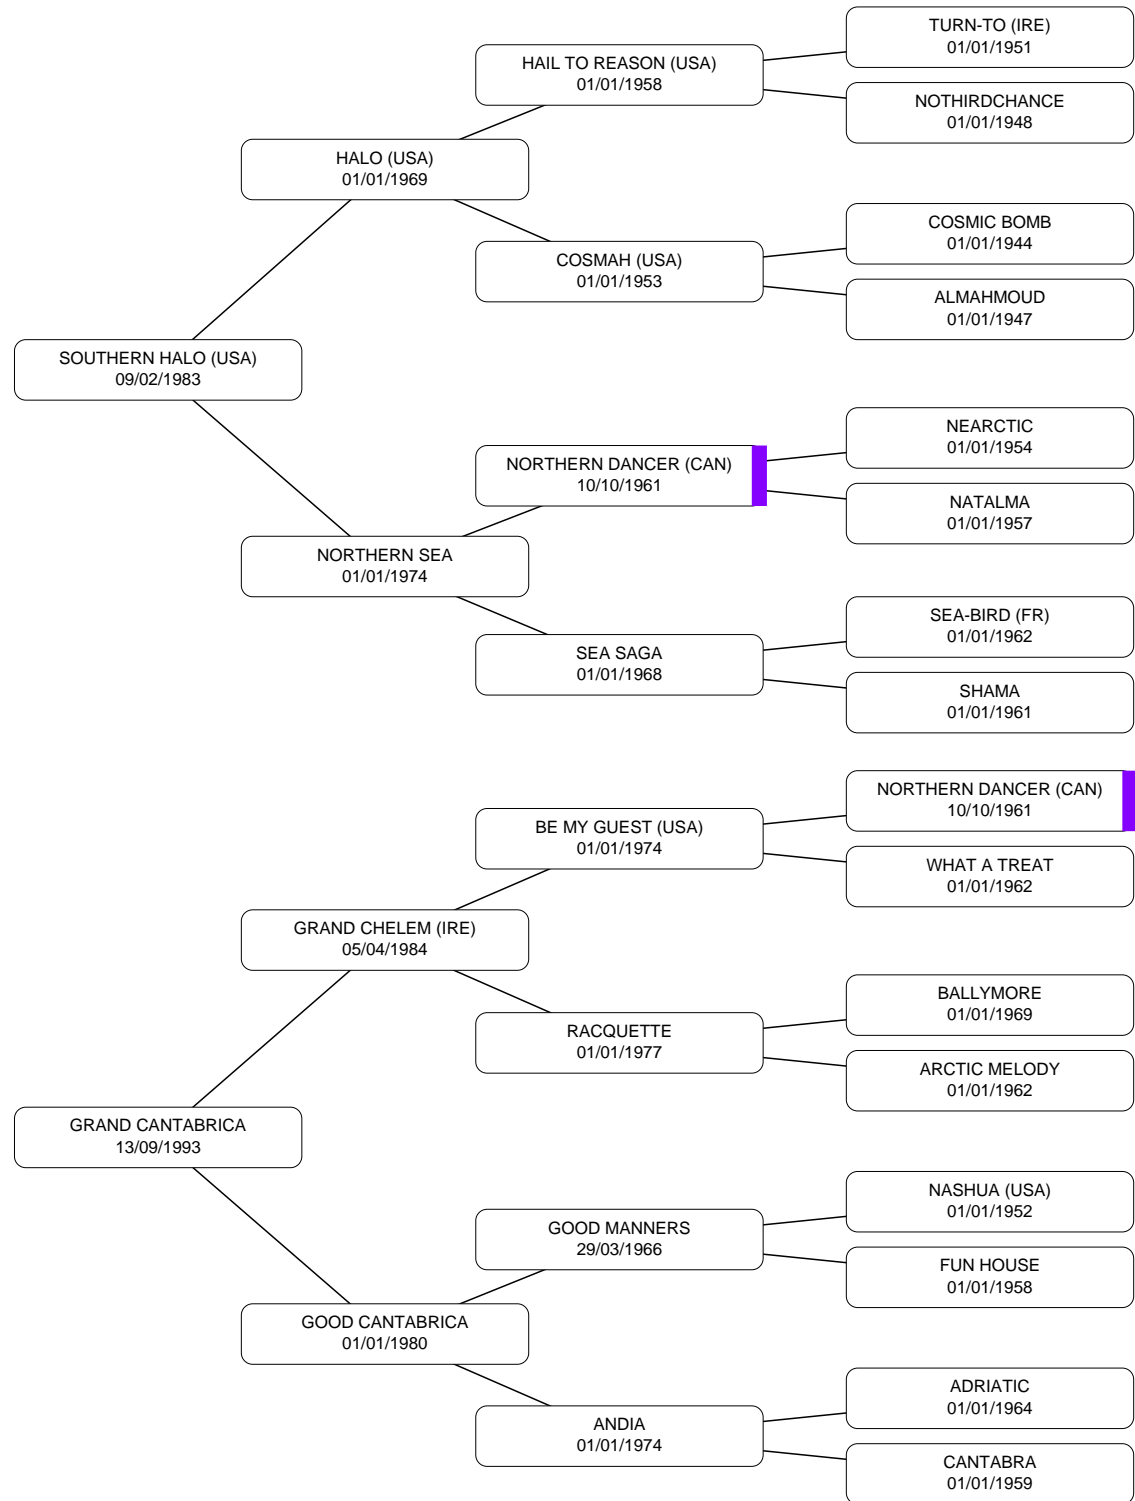 TURN-TO (IRE)
01/01/1951
HAIL TO REASON (USA)
01/01/1958
NOTHIRDCHANCE
01/01/1948
HALO (USA)
01/01/1969
COSMIC BOMB
01/01/1944
COSMAH (USA)
01/01/1953
ALMAHMOUD
01/01/1947
SOUTHERN HALO (USA)
09/02/1983
NEARCTIC
01/01/1954
NORTHERN DANCER (CAN)
10/10/1961
NATALMA
01/01/1957
NORTHERN SEA
01/01/1974
SEA-BIRD (FR)
01/01/1962
SEA SAGA
01/01/1968
SHAMA
01/01/1961
NORTHERN DANCER (CAN)
10/10/1961
BE MY GUEST (USA)
01/01/1974
WHAT A TREAT
01/01/1962
GRAND CHELEM (IRE)
05/04/1984
BALLYMORE
01/01/1969
RACQUETTE
01/01/1977
ARCTIC MELODY
01/01/1962
GRAND CANTABRICA
13/09/1993
NASHUA (USA)
01/01/1952
GOOD MANNERS
29/03/1966
FUN HOUSE
01/01/1958
GOOD CANTABRICA
01/01/1980
ADRIATIC
01/01/1964
ANDIA
01/01/1974
CANTABRA
01/01/1959